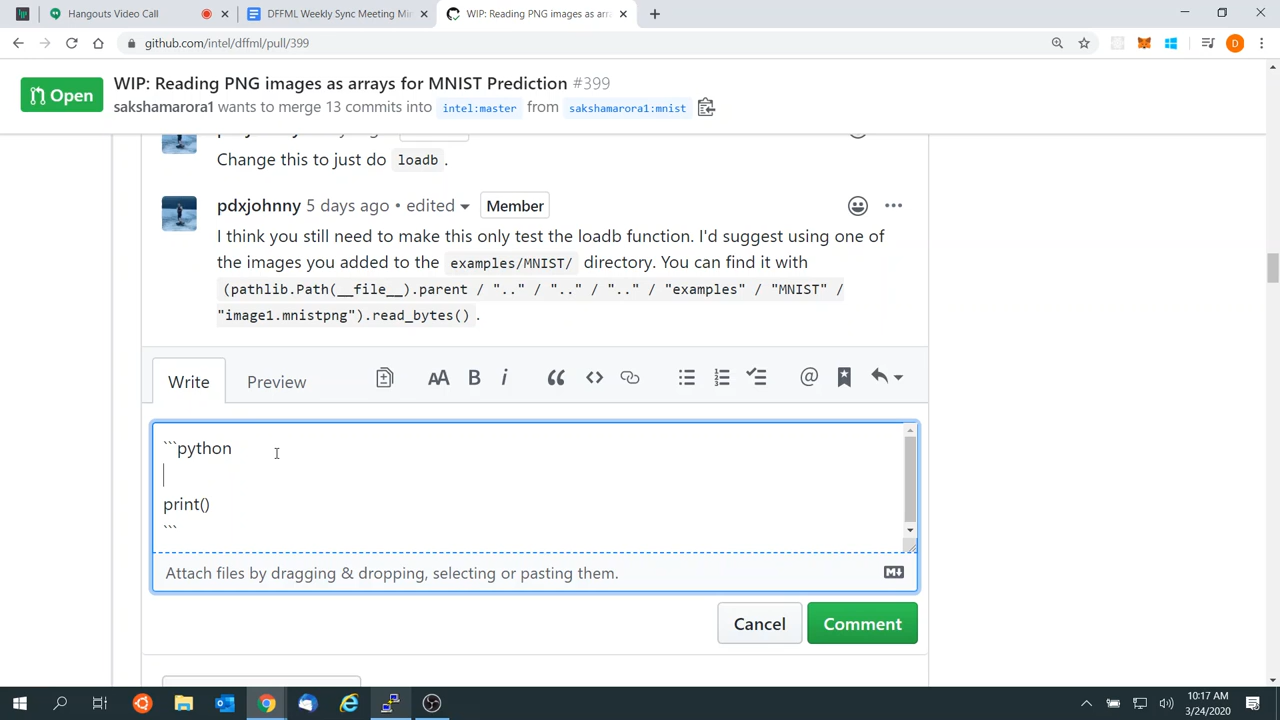 Hangouts Video Call
DFFML Weekly Sync Meeting Min
WIP: Reading PNG images as arra
github.com/intel/dffml/pull/399
D
Open
WIP: Reading PNG images as arrays for MNIST Prediction #399
sakshamarora1 wants to merge 13 commits into intel:master from sakshamarora1:mnist
Change this to just do loadb.
pdxjohnny 5 days ago • edited Member
I think you still need to make this only test the loadb function. I'd suggest using one of
the images you added to the examples/MNIST/ directory. You can find it with
(pathlib.Path(__file__).parent / ".." / ".." / ".." / "examples" / "MNIST" /
"image1.mnistpng").read_bytes() .
Write
Preview
```python
print()
```
Attach files by dragging & dropping, selecting or pasting them.
Cancel
Comment
10:17 AM
3/24/2020